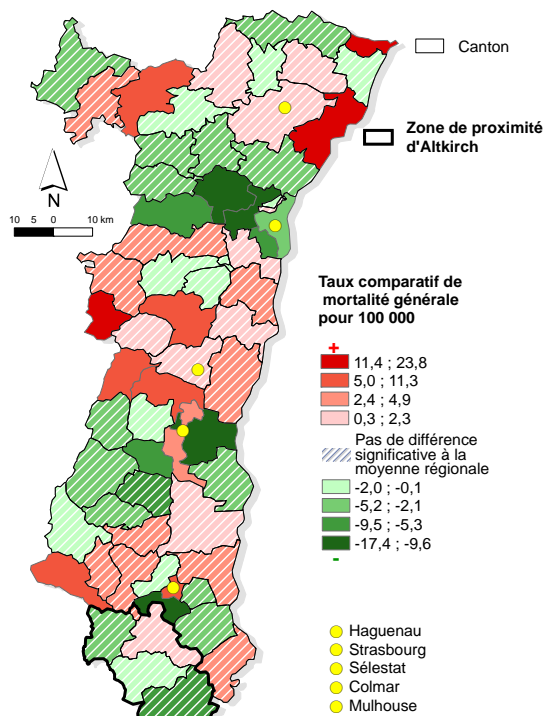 Canton
Zone de proximité
d'Altkirch
N
10 5 0 10 km
Taux comparatif de
mortalité générale
pour 100 000
+
11,4 ; 23,8
5,0 ; 11,3
2,4 ; 4,9
0,3 ; 2,3
Pas de différence
significative à la
moyenne régionale
-2,0 ; -0,1
-5,2 ; -2,1
-9,5 ; -5,3
-17,4 ; -9,6
-
Haguenau
Strasbourg
Sélestat
Colmar
Mulhouse